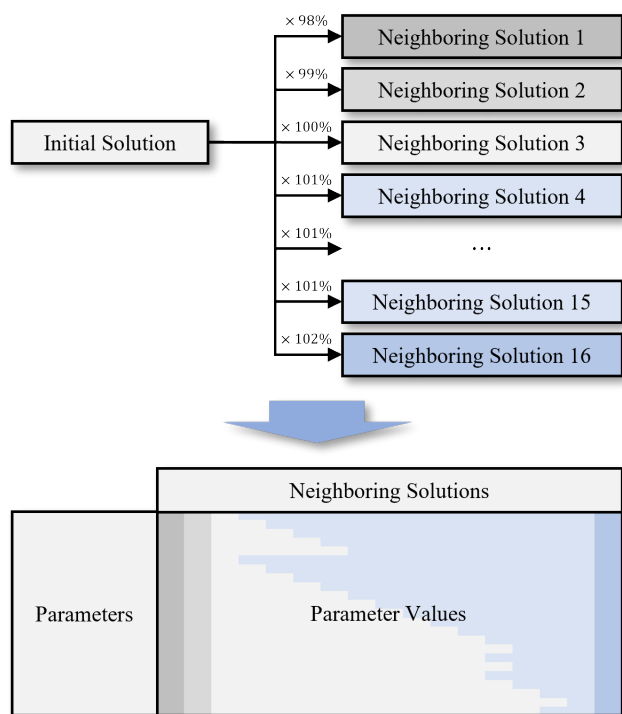 × 98%
Neighboring Solution 1
× 99%
Neighboring Solution 2
Initial Solution
× 100%
Neighboring Solution 3
× 101%
Neighboring Solution 4
× 101%
...
× 101%
Neighboring Solution 15
× 102%
Neighboring Solution 16
Neighboring Solutions
Parameters
Parameter Values